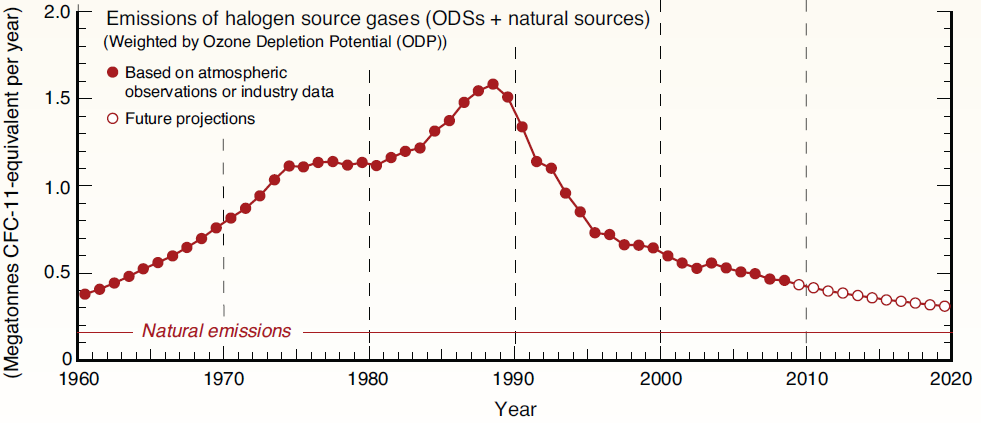 Emissions of halogen source gases (ODSs + natural sources)
(Weighted by Ozone Depletion Potential (ODP))
Based on atmospheric
observations or industry data
Future projections
(Megatonnes CFC-11-equivalent per year)
2.0
1.5
1.0
0.5
0
Natural emissions
1960 1970 1980 1990 2000 2010 2020
Year